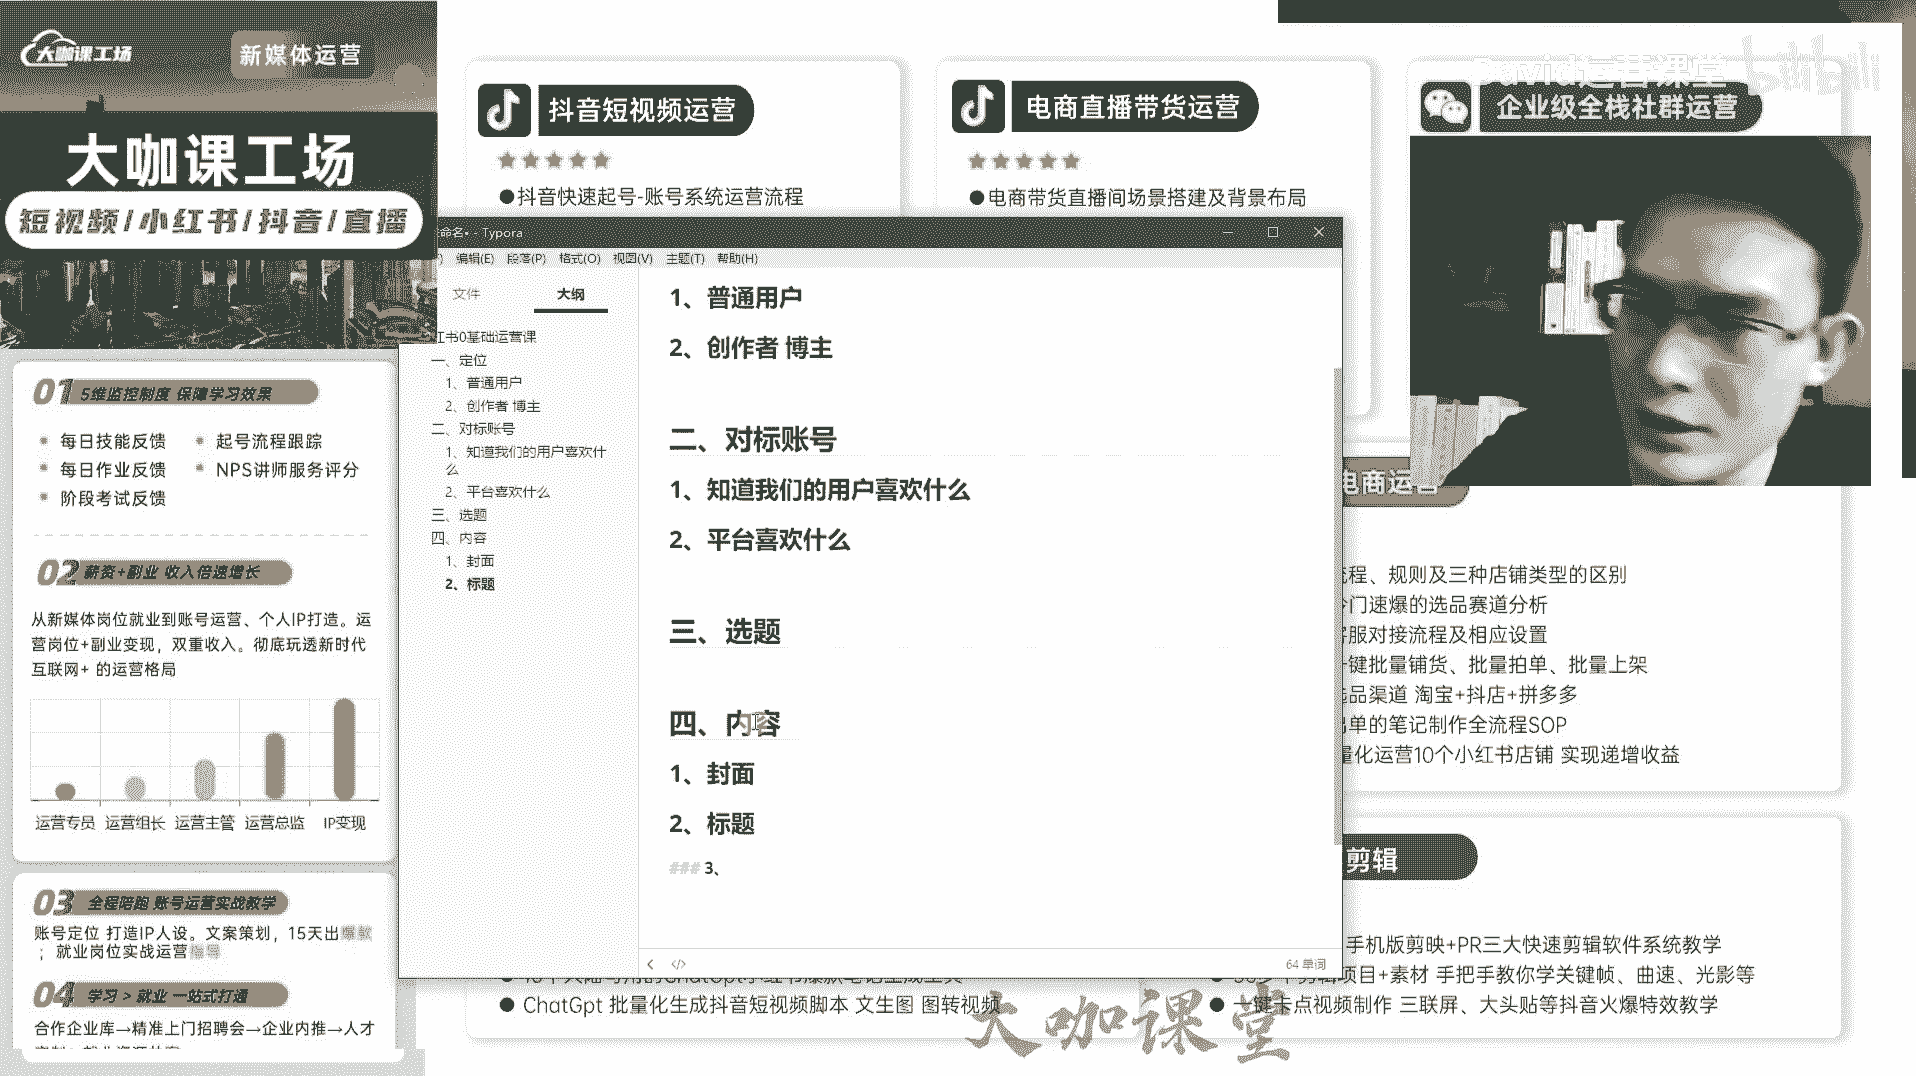 大咖课工场
新媒体运营
大咖课工场
短视频/小红书/抖音/直播
01 5维监控制度 保障学习效果
每日技能反馈
起号流程跟踪
每日作业反馈
NPS讲师服务评分
阶段考试反馈
02 薪资+副业 收入倍速增长
从新媒体岗位就业到账号运营、个人IP打造。运
营岗位+副业变现，双重收入。彻底玩透新时代
互联网+ 的运营格局
运营专员 运营组长 运营主管 运营总监 IP变现
03 全程陪跑 账号运营实战教学
账号定位 打造IP人设。文案策划，15天出爆款
；就业岗位实战运营指导
04 学习 > 就业 一站式打通
合作企业库→精准上门招聘会→企业内推→人才
抖音短视频运营
●抖音快速起号-账号系统运营流程
电商直播带货运营
●电商带货直播间场景搭建及背景布局
David运营课堂
bilibili
企业级全栈社群运营
命名• - Typora
编辑(E) 段落(P) 格式(O) 视图(V) 主题(T) 帮助(H)
文件 大纲
红书0基础运营课
一、定位
1、普通用户
2、创作者 博主
二、对标账号
1、知道我们的用户喜欢什
么
2、平台喜欢什么
三、选题
四、内容
1、封面
2、标题
1、普通用户
2、创作者 博主
二、对标账号
1、知道我们的用户喜欢什么
2、平台喜欢什么
三、选题
四、内容
1、封面
2、标题
### 3、
64 单词
电商运营
流程、规则及三种店铺类型的区别
冷门速爆的选品赛道分析
客服对接流程及相应设置
一键批量铺货、批量拍单、批量上架
选品渠道 淘宝+抖店+拼多多
出单的笔记制作全流程SOP
量化运营10个小红书店铺 实现递增收益
剪辑
手机版剪映+PR三大快速剪辑软件系统教学
项目+素材 手把手教你学关键帧、曲速、光影等
●一键卡点视频制作 三联屏、大头贴等抖音火爆特效教学
● ChatGpt 批量化生成抖音短视频脚本 文生图 图转视频
大咖课堂